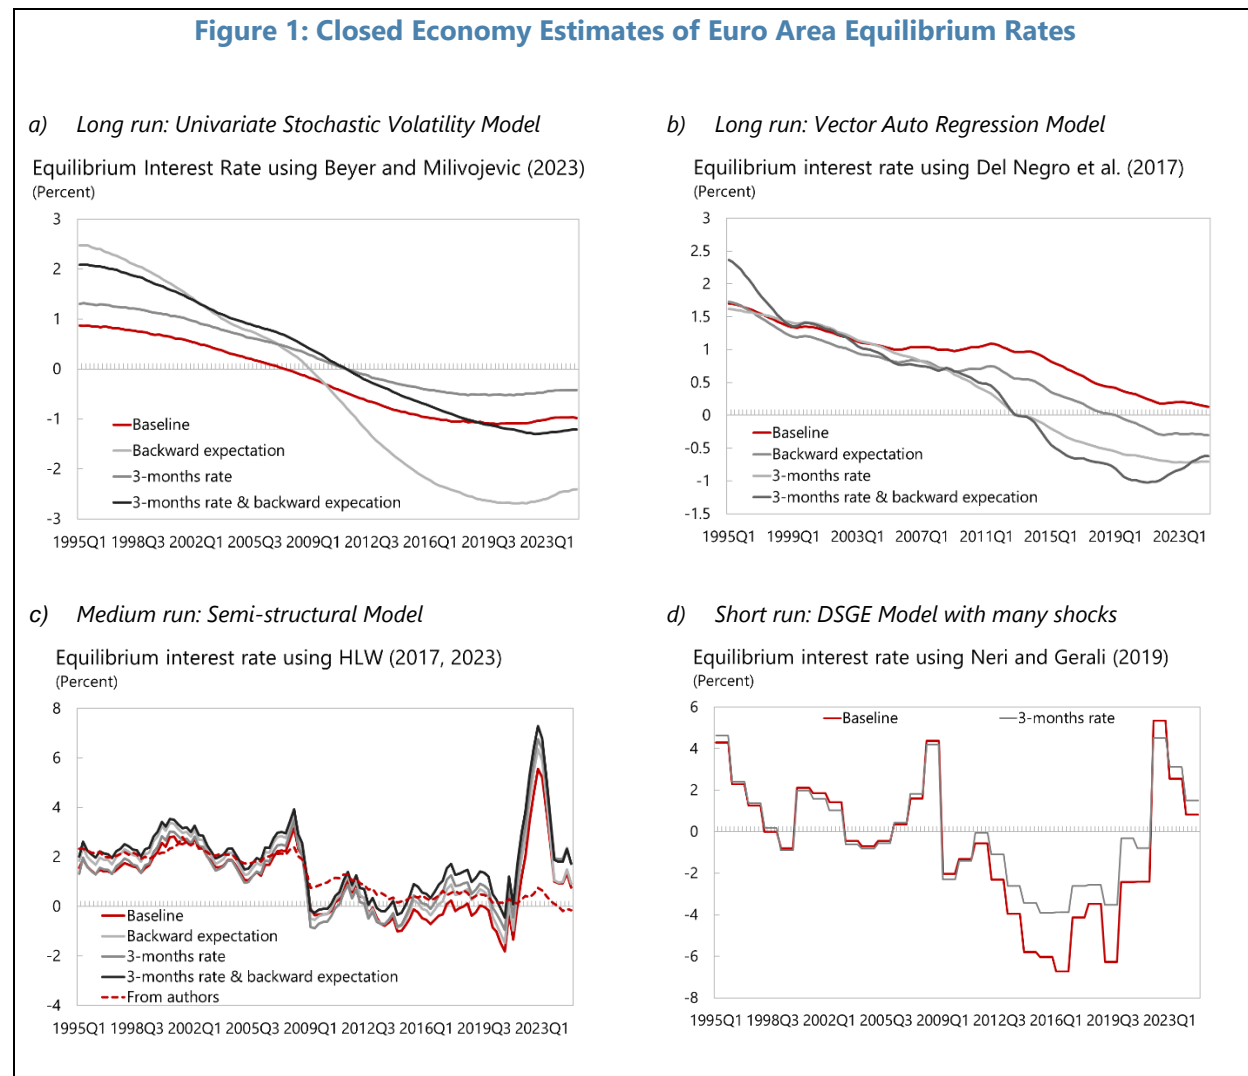 Figure 1: Closed Economy Estimates of Euro Area Equilibrium Rates
a) Long run: Univariate Stochastic Volatility Model
Equilibrium Interest Rate using Beyer and Milivojevic (2023)
(Percent)
3
2
1
0
-1
-2
-3
Baseline
Backward expectation
3-months rate
3-months rate & backward expecation
1995Q1 1998Q3 2002Q1 2005Q3 2009Q1 2012Q3 2016Q1 2019Q3 2023Q1
b) Long run: Vector Auto Regression Model
Equilibrium interest rate using Del Negro et al. (2017)
(Percent)
3
2.5
2
1.5
1
0.5
0
-0.5
-1
-1.5
Baseline
Backward expectation
3-months rate
3-months rate & backward expecation
1995Q1 1999Q1 2003Q1 2007Q1 2011Q1 2015Q1 2019Q1 2023Q1
c) Medium run: Semi-structural Model
Equilibrium interest rate using HLW (2017, 2023)
(Percent)
8
6
4
2
0
-2
-4
Baseline
Backward expectation
3-months rate
3-months rate & backward expectation
From authors
1995Q1 1998Q3 2002Q1 2005Q3 2009Q1 2012Q3 2016Q1 2019Q3 2023Q1
d) Short run: DSGE Model with many shocks
Equilibrium interest rate using Neri and Gerali (2019)
(Percent)
6
4
2
0
-2
-4
-6
-8
Baseline 3-months rate
1995Q1 1998Q3 2002Q1 2005Q3 2009Q1 2012Q3 2016Q1 2019Q3 2023Q1